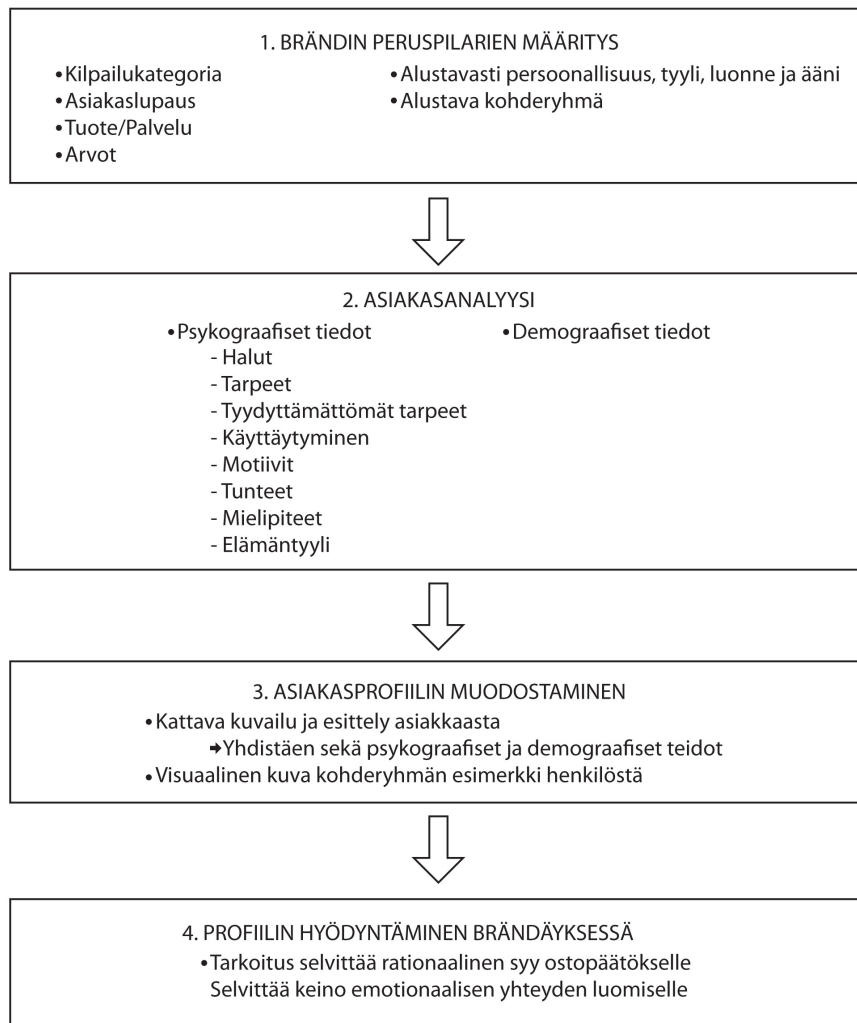 1. BRÄNDIN PERUSPILARIEN MÄÄRITYS
•Kilpailukategoria
•Asiakaslupaus
•Tuote/Palvelu
•Arvot
•Alustavasti persoonallisuus, tyyli, luonne ja ääni
•Alustava kohderyhmä
2. ASIAKASANALYYSI
•Psykograafiset tiedot
- Halut
- Tarpeet
- Tyydyttämättömät tarpeet
- Käyttäytyminen
- Motiivit
- Tunteet
- Mielipiteet
- Elämäntyyli
•Demograafiset tiedot
3. ASIAKASPROFIILIN MUODOSTAMINEN
•Kattava kuvailu ja esittely asiakkaasta
➔Yhdistäen sekä psykograafiset ja demograafiset teidot
•Visuaalinen kuva kohderyhmän esimerkki henkilöstä
4. PROFIILIN HYÖDYNTÄMINEN BRÄNDÄYKSESSÄ
•Tarkoitus selvittää rationaalinen syy ostopäätökselle
Selvittää keino emotionaalisen yhteyden luomiselle